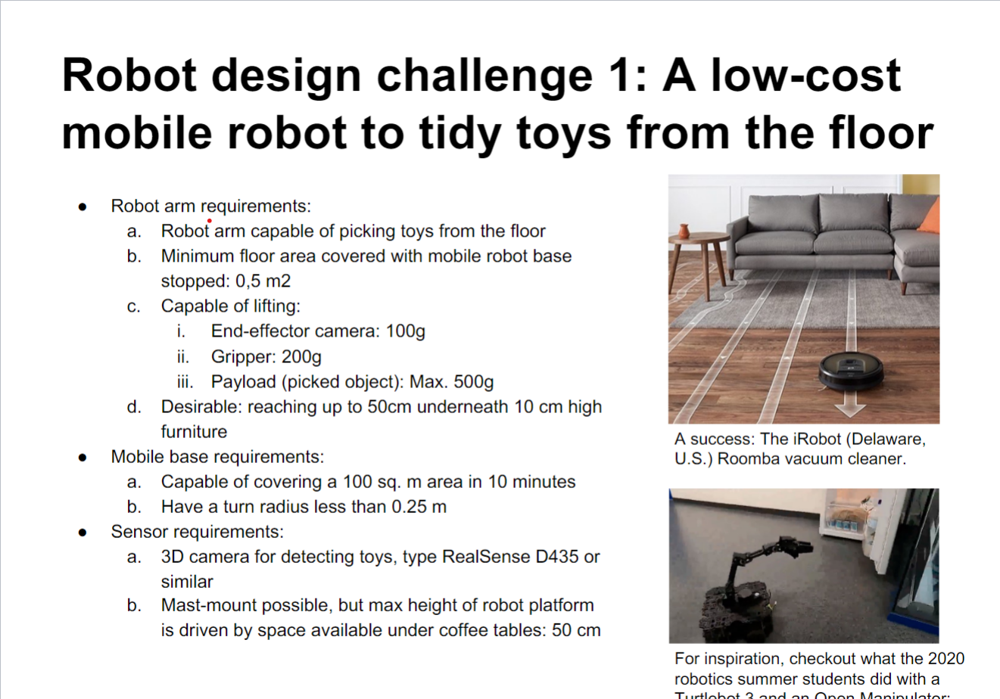 Robot design challenge 1: A low-cost
mobile robot to tidy toys from the floor
● Robot arm requirements:
a. Robot arm capable of picking toys from the floor
b. Minimum floor area covered with mobile robot base
stopped: 0,5 m2
c. Capable of lifting:
i. End-effector camera: 100g
ii. Gripper: 200g
iii. Payload (picked object): Max. 500g
d. Desirable: reaching up to 50cm underneath 10 cm high
furniture
● Mobile base requirements:
a. Capable of covering a 100 sq. m area in 10 minutes
b. Have a turn radius less than 0.25 m
● Sensor requirements:
a. 3D camera for detecting toys, type RealSense D435 or
similar
b. Mast-mount possible, but max height of robot platform
is driven by space available under coffee tables: 50 cm
A success: The iRobot (Delaware,
U.S.) Roomba vacuum cleaner.
For inspiration, checkout what the 2020
robotics summer students did with a
Turtlebot 3 and an Open Manipulator: